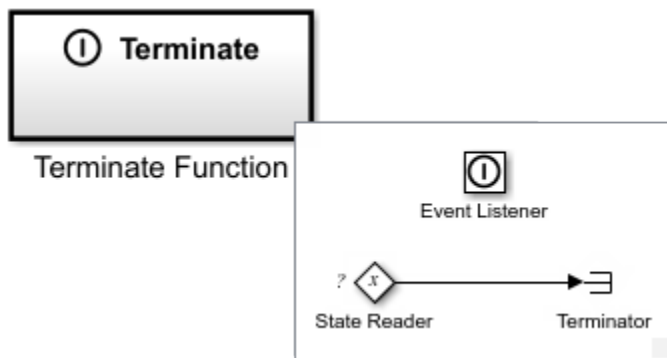 Terminate
Terminate Function
Event Listener
? x
State Reader
Terminator